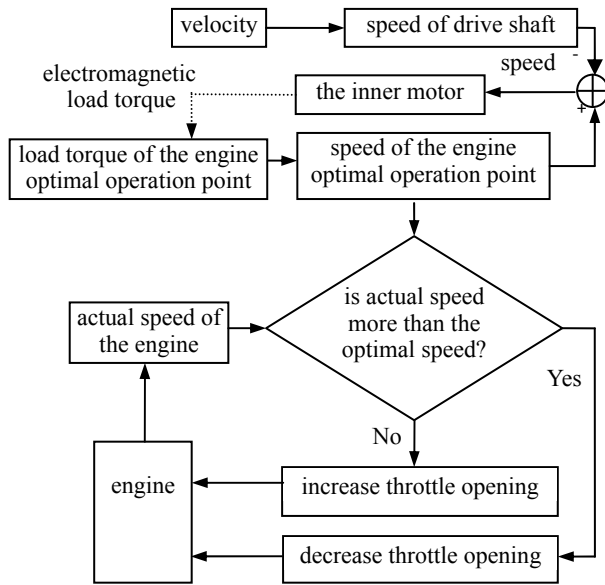 velocity
speed of drive shaft
-
electromagnetic
load torque
speed
the inner motor
+
load torque of the engine
optimal operation point
speed of the engine
optimal operation point
is actual speed
more than the
optimal speed?
actual speed of
the engine
Yes
No
engine
increase throttle opening
decrease throttle opening